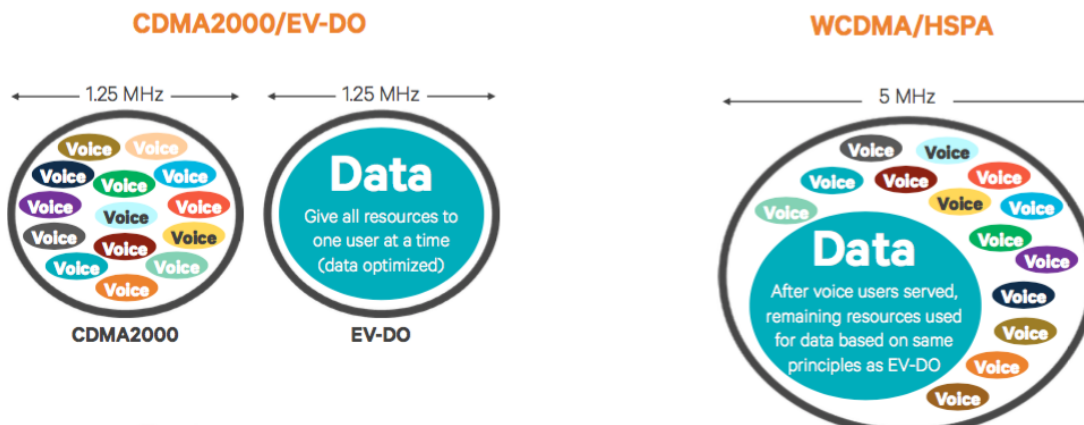 CDMA2000/EV-DO
1.25 MHz
1.25 MHz
Voice
Voice
Voice
Voice
Voice
Voice
Voice
Voice
Voice
Voice
Voice
Voice
Voice
Voice
CDMA2000
Data
Give all resources to
one user at a time
(data optimized)
EV-DO
WCDMA/HSPA
5 MHz
Voice
Voice
Voice
Voice
Voice
Voice
Voice
Voice
Voice
Voice
Voice
Voice
Voice
Voice
Data
After voice users served,
remaining resources used
for data based on same
principles as EV-DO